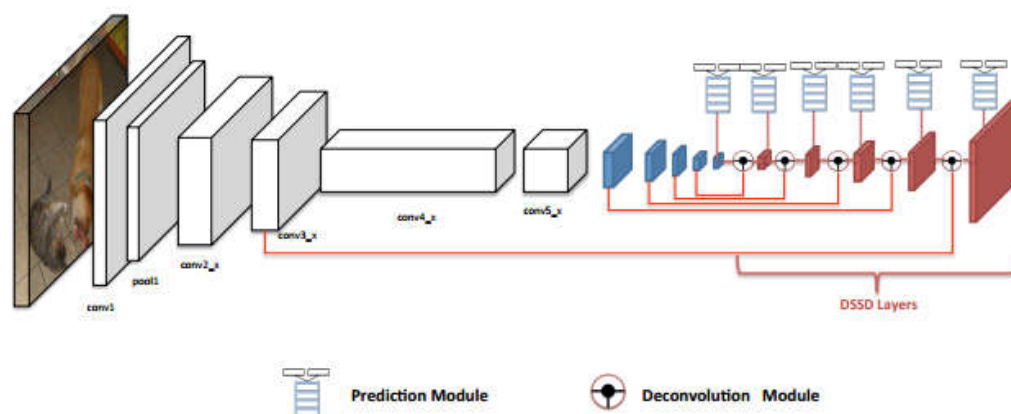 conv1
pool1
conv2_x
conv3_x
conv4_x
conv5_x
DSSD Layers
Prediction Module
Deconvolution Module